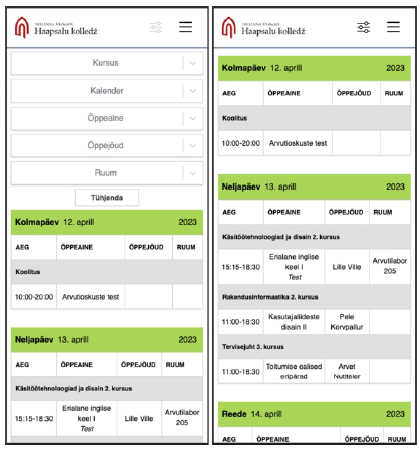 TALLINNA ÜLIKOOLI
Haapsalu kolledž
Kursus
Kalender
Õppeaine
Õppejõud
Ruum
Tühjenda
Kolmapäev 12. aprill 2023
AEG ÕPPEAINE ÕPPEJÕUD RUUM
Koolitus
10:00-20:00 Arvutioskuste test
Neljapäev 13. aprill 2023
AEG ÕPPEAINE ÕPPEJÕUD RUUM
Käsitöötehnoloogiad ja disain 2. kursus
15:15-18:30 Erialane inglise keel I Test Lille Ville Arvutilabor 205
TALLINNA ÜLIKOOLI
Haapsalu kolledž
Kolmapäev 12. aprill 2023
AEG ÕPPEAINE ÕPPEJÕUD RUUM
Koolitus
10:00-20:00 Arvutioskuste test
Neljapäev 13. aprill 2023
AEG ÕPPEAINE ÕPPEJÕUD RUUM
Käsitöötehnoloogiad ja disain 2. kursus
15:15-18:30 Erialane inglise keel I Test Lille Ville Arvutilabor 205
Rakendusinformaatika 2. kursus
11:00-18:30 Kasutajaliideste disain II Pele Korvpallur
Tervisejuht 3. kursus
11:00-18:30 Toitumise ealised eripärad Arvet Nutiteler
Reede 14. aprill 2023
AEG ÕPPEAINE ÕPPEJÕUD RUUM